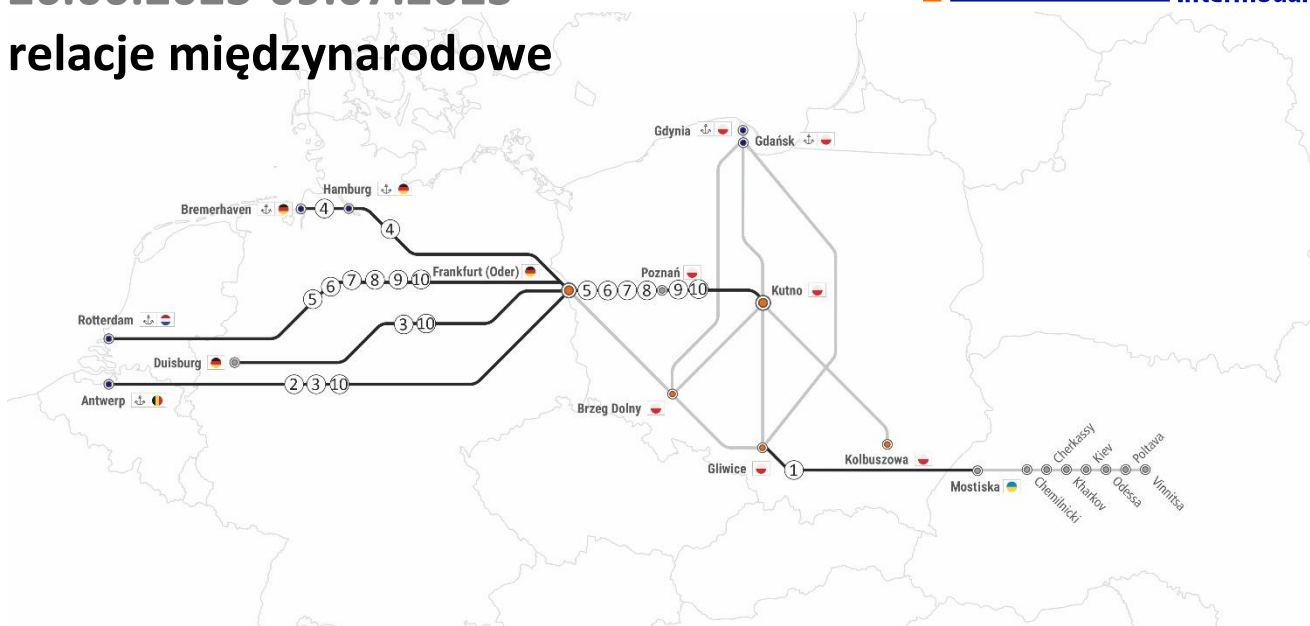 relacje międzynarodowe
Gdynia
Gdańsk
Hamburg
Bremerhaven
4
4
Frankfurt (Oder)
5 6 7 8 9 10
Poznań
5 6 7 8 9 10
Kutno
Rotterdam
3 10
Duisburg
2 3 10
Antwerp
Brzeg Dolny
Gliwice
1
Kolbuszowa
Mostiska
Chemilnicki
Cherkassy
Kharkov
Kiev
Odessa
Poltava
Vinnitsa